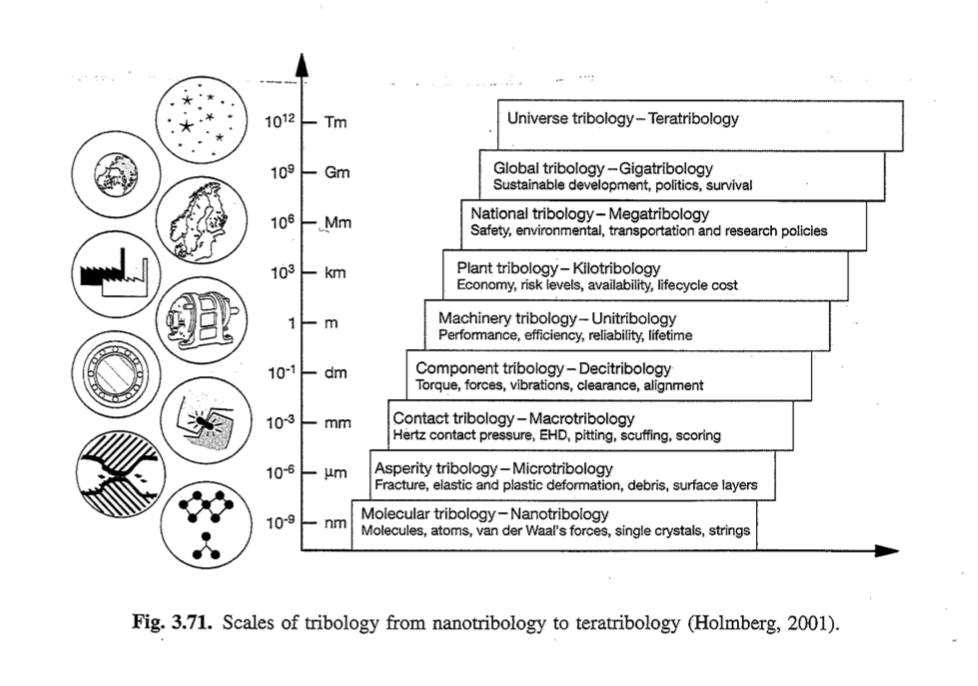 10¹² Tm
Universe tribology – Teratribology
10⁹ Gm
Global tribology – Gigatribology
Sustainable development, politics, survival
10⁶ Mm
National tribology – Megatribology
Safety, environmental, transportation and research policies
10³ km
Plant tribology – Kilotribology
Economy, risk levels, availability, lifecycle cost
1 m
Machinery tribology – Unitribology
Performance, efficiency, reliability, lifetime
10⁻¹ dm
Component tribology – Decitribology
Torque, forces, vibrations, clearance, alignment
10⁻³ mm
Contact tribology – Macrotribology
Hertz contact pressure, EHD, pitting, scuffing, scoring
10⁻⁶ μm
Asperity tribology – Microtribology
Fracture, elastic and plastic deformation, debris, surface layers
10⁻⁹ nm
Molecular tribology – Nanotribology
Molecules, atoms, van der Waal's forces, single crystals, strings
Fig. 3.71. Scales of tribology from nanotribology to teratribology (Holmberg, 2001).